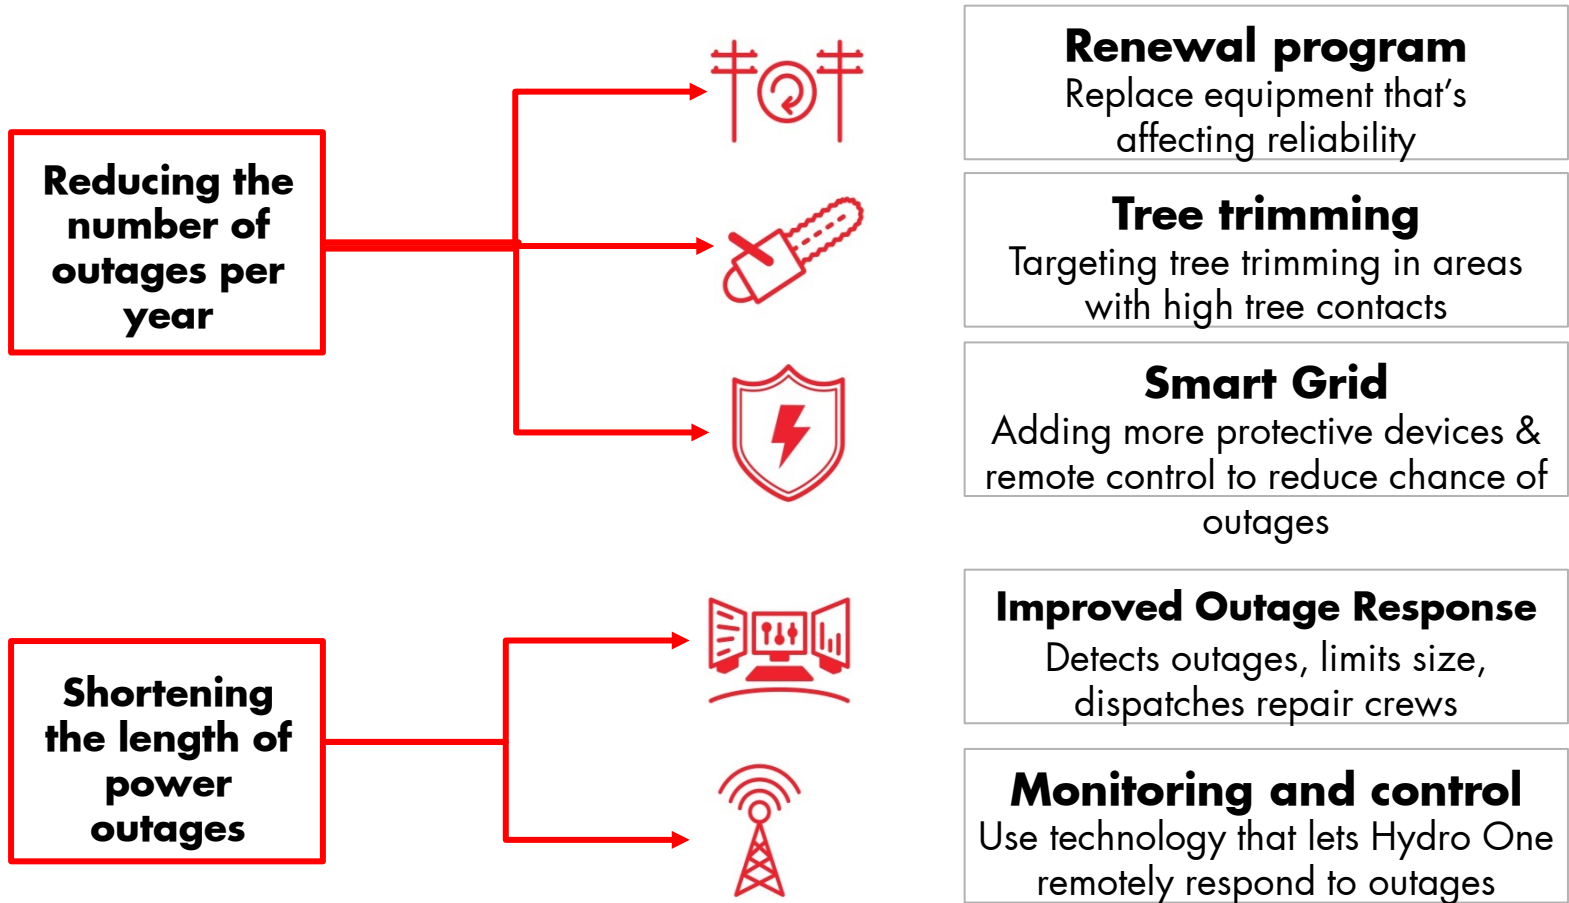 Reducing the
number of
outages per
year
Renewal program
Replace equipment that’s
affecting reliability
Tree trimming
Targeting tree trimming in areas
with high tree contacts
Smart Grid
Adding more protective devices &
remote control to reduce chance of
outages
Shortening
the length of
power
outages
Improved Outage Response
Detects outages, limits size,
dispatches repair crews
Monitoring and control
Use technology that lets Hydro One
remotely respond to outages